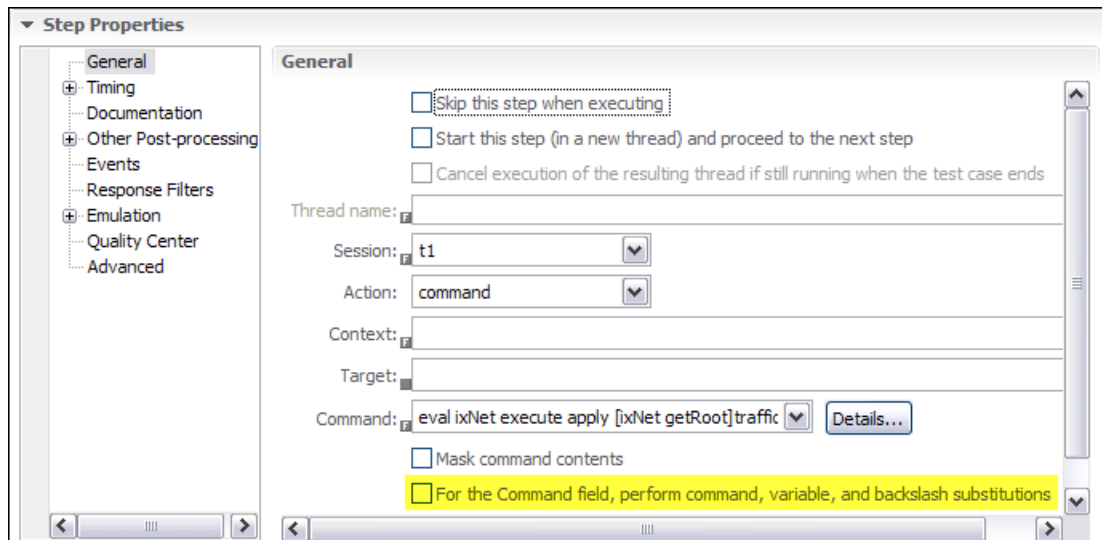 Step Properties
General
Timing
Documentation
Other Post-processing
Events
Response Filters
Emulation
Quality Center
Advanced
General
Skip this step when executing
Start this step (in a new thread) and proceed to the next step
Cancel execution of the resulting thread if still running when the test case ends
Thread name:
Session: t1
Action: command
Context:
Target:
Command: eval ixNet execute apply [ixNet getRoot]traffic Details...
Mask command contents
For the Command field, perform command, variable, and backslash substitutions